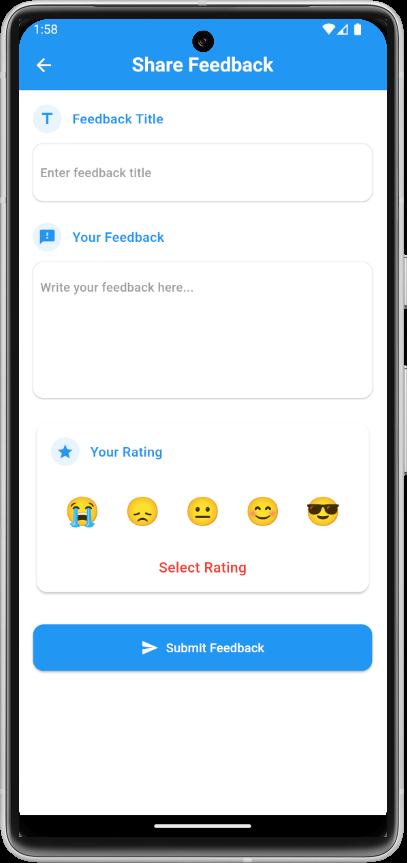 1:58
Share Feedback
T Feedback Title
Enter feedback title
Your Feedback
Write your feedback here...
Your Rating
Select Rating
Submit Feedback